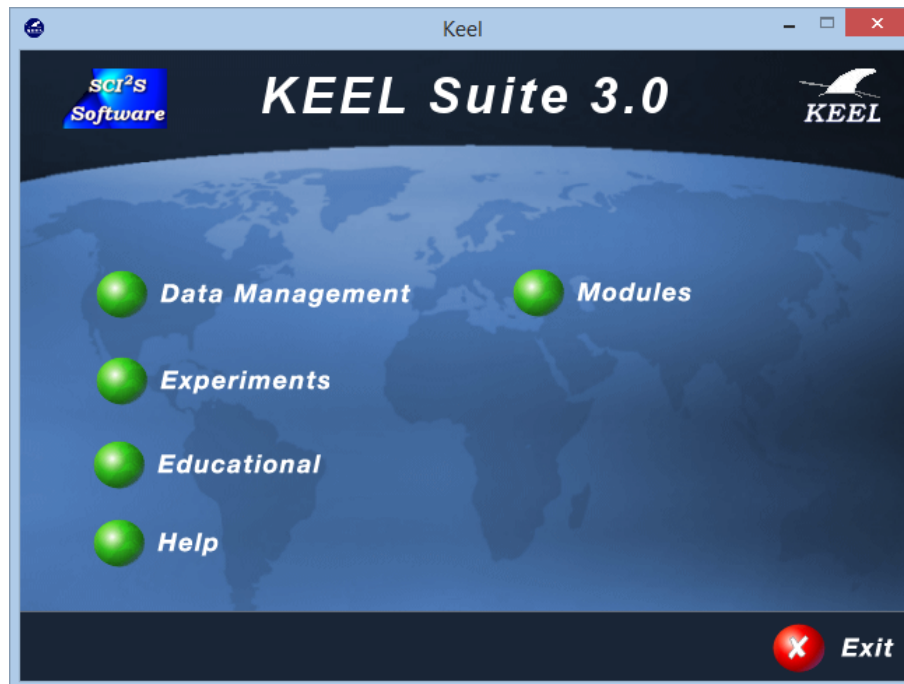 Keel
SCI²S
Software
KEEL Suite 3.0
KEEL
Data Management
Modules
Experiments
Educational
Help
Exit